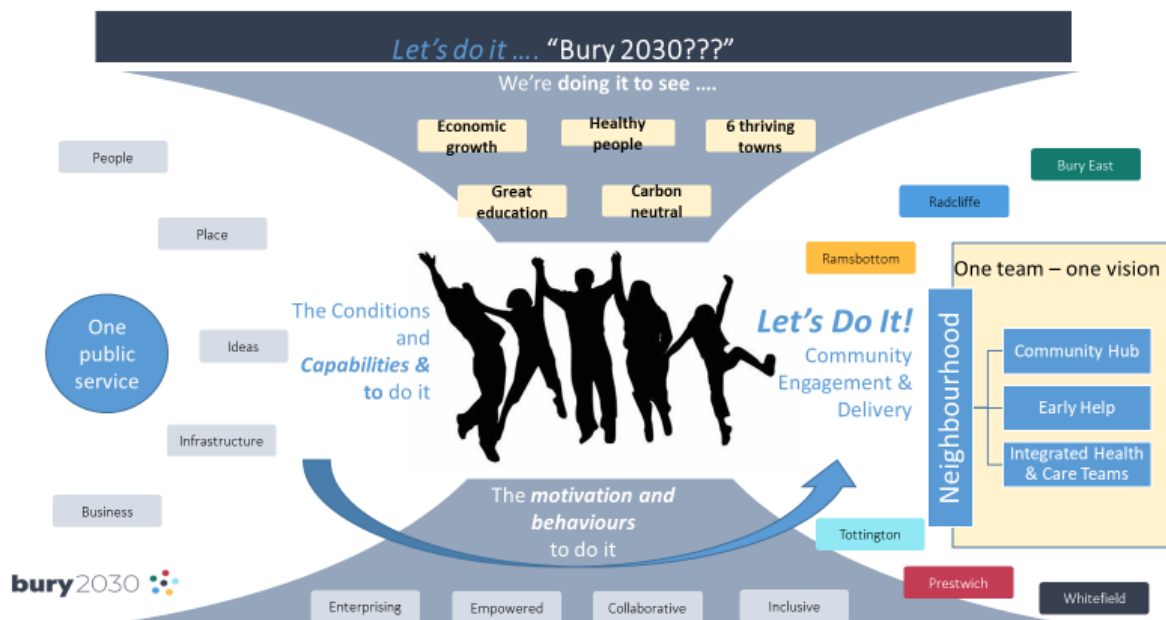 Let's do it .... "Bury 2030???"
We're doing it to see ....
Economic
growth
Healthy
people
6 thriving
towns
Great
education
Carbon
neutral
People
Place
One
public
service
Ideas
Infrastructure
Business
The Conditions
and
Capabilities &
to do it
Let's Do It!
Community
Engagement &
Delivery
Bury East
Radcliffe
Ramsbottom
One team – one vision
Neighbourhood
Community Hub
Early Help
Integrated Health
& Care Teams
The motivation and
behaviours
to do it
Tottington
Prestwich
Whitefield
Enterprising
Empowered
Collaborative
Inclusive
bury2030